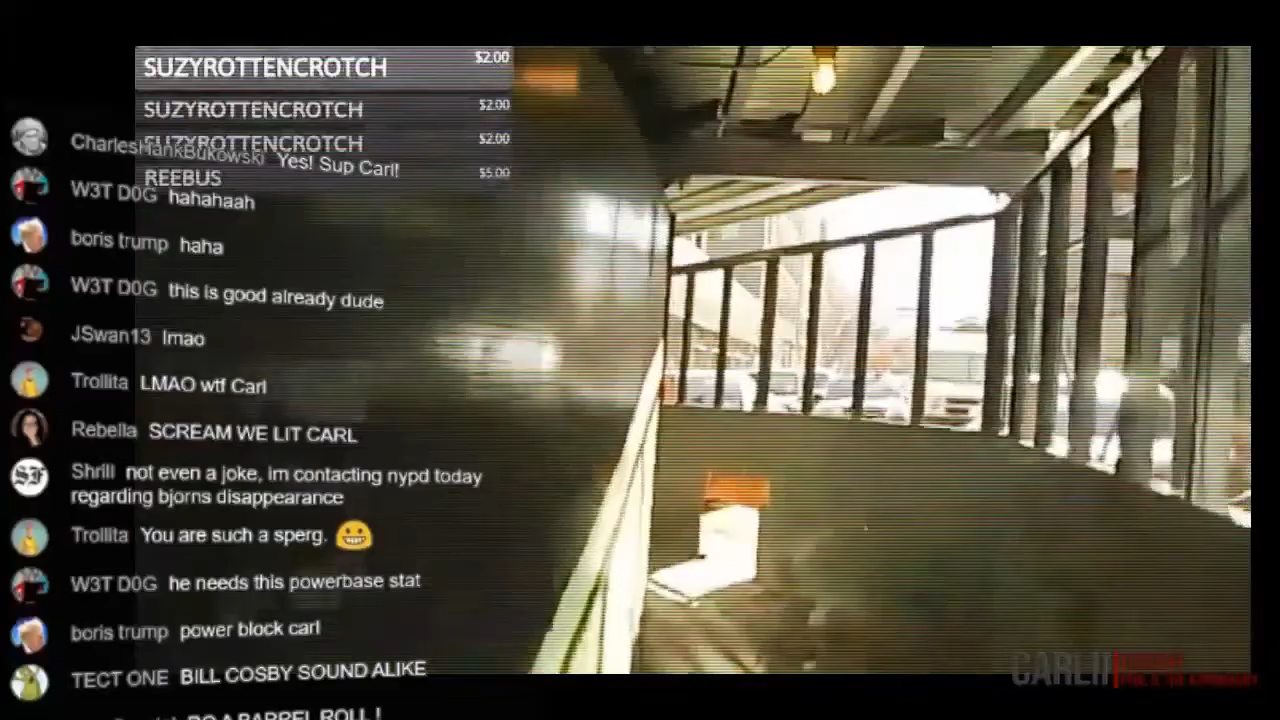 SUZYROTTENCROTCH $2.00
SUZYROTTENCROTCH $2.00
SUZYROTTENCROTCH $2.00
REEBUS $5.00
CharlesHankBukowski Yes! Sup Carl!
W3T D0G hahahaah
boris trump haha
W3T D0G this is good already dude
JSwan13 lmao
Trollita LMAO wtf Carl
Rebella SCREAM WE LIT CARL
Shrill not even a joke, im contacting nypd today
regarding bjorns disappearance
Trollita You are such a sperg. 😀
W3T D0G he needs this powerbase stat
boris trump power block carl
TECT ONE BILL COSBY SOUND ALIKE
DO A BARREL ROLL !